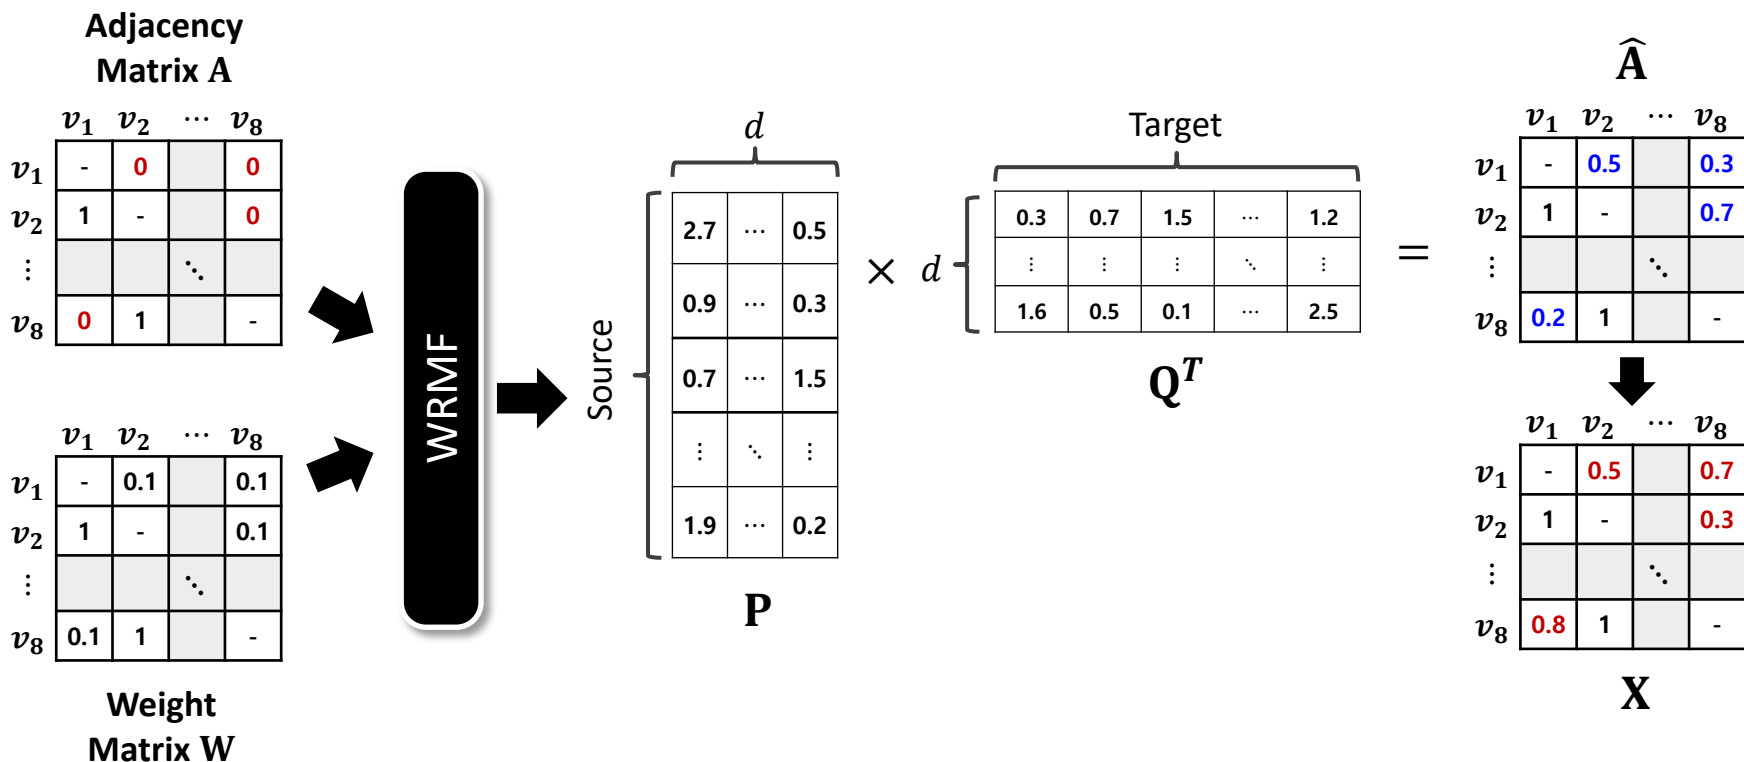 Adjacency
Matrix A
v₁ v₂ ⋯ v₈
v₁ - 0 0
v₂ 1 - 0
⋮ ⋱
v₈ 0 1 -
v₁ v₂ ⋯ v₈
v₁ - 0.1 0.1
v₂ 1 - 0.1
⋮ ⋱
v₈ 0.1 1 -
Weight
Matrix W
WRMF
d
Source
2.7 ⋯ 0.5
0.9 ⋯ 0.3
0.7 ⋯ 1.5
⋮ ⋱ ⋮
1.9 ⋯ 0.2
P
×
Target
d
0.3 0.7 1.5 ⋯ 1.2
⋮ ⋮ ⋮ ⋱ ⋮
1.6 0.5 0.1 ⋯ 2.5
Qᵀ
=
Â
v₁ v₂ ⋯ v₈
v₁ - 0.5 0.3
v₂ 1 - 0.7
⋮ ⋱
v₈ 0.2 1 -
v₁ v₂ ⋯ v₈
v₁ - 0.5 0.7
v₂ 1 - 0.3
⋮ ⋱
v₈ 0.8 1 -
X